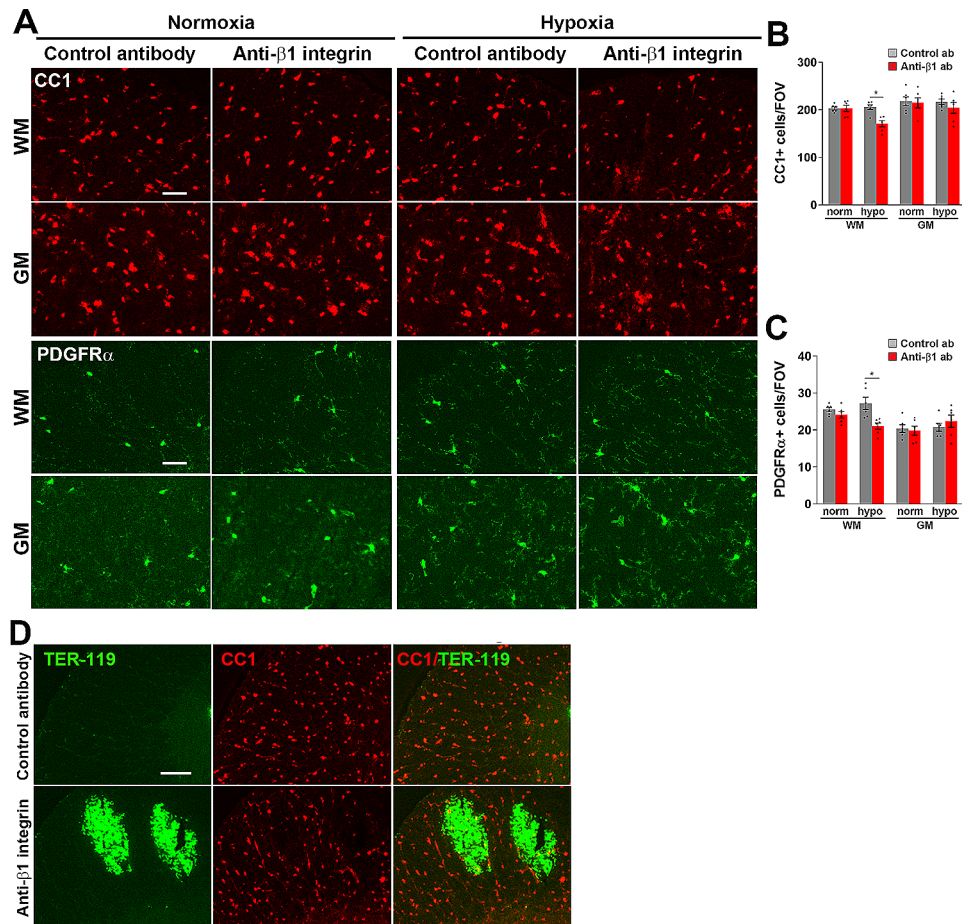 A
Normoxia
Hypoxia
Control antibody
Anti-β1 integrin
Control antibody
Anti-β1 integrin
CC1
WM
GM
PDGFRα
WM
GM
B
Control ab
Anti-β1 ab
CC1+ cells/FOV
300
200
100
0
*
norm hypo norm hypo
WM GM
C
Control ab
Anti-β1 ab
PDGFRα+ cells/FOV
40
30
20
10
0
*
norm hypo norm hypo
WM GM
D
TER-119
CC1
CC1/TER-119
Control antibody
Anti-β1 integrin